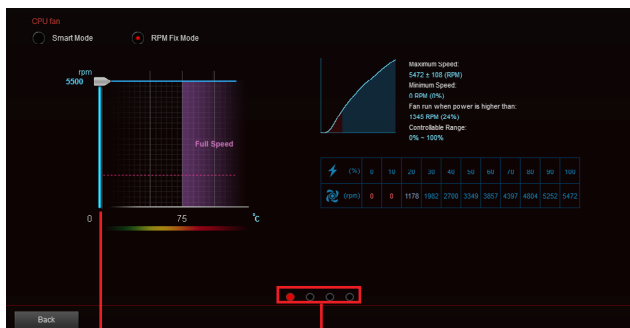 CPU fan
Smart Mode
RPM Fix Mode
rpm
5500
Full Speed
0
75
°C
Maximum Speed:
5472 ± 108 (RPM)
Minimum Speed:
0 RPM (0%)
Fan run when power is higher than:
1345 RPM (24%)
Controllable Range:
0% ~ 100%
(%) 0 10 20 30 40 50 60 70 80 90 100
(rpm) 0 0 1178 1982 2700 3349 3857 4397 4804 5252 5472
Back